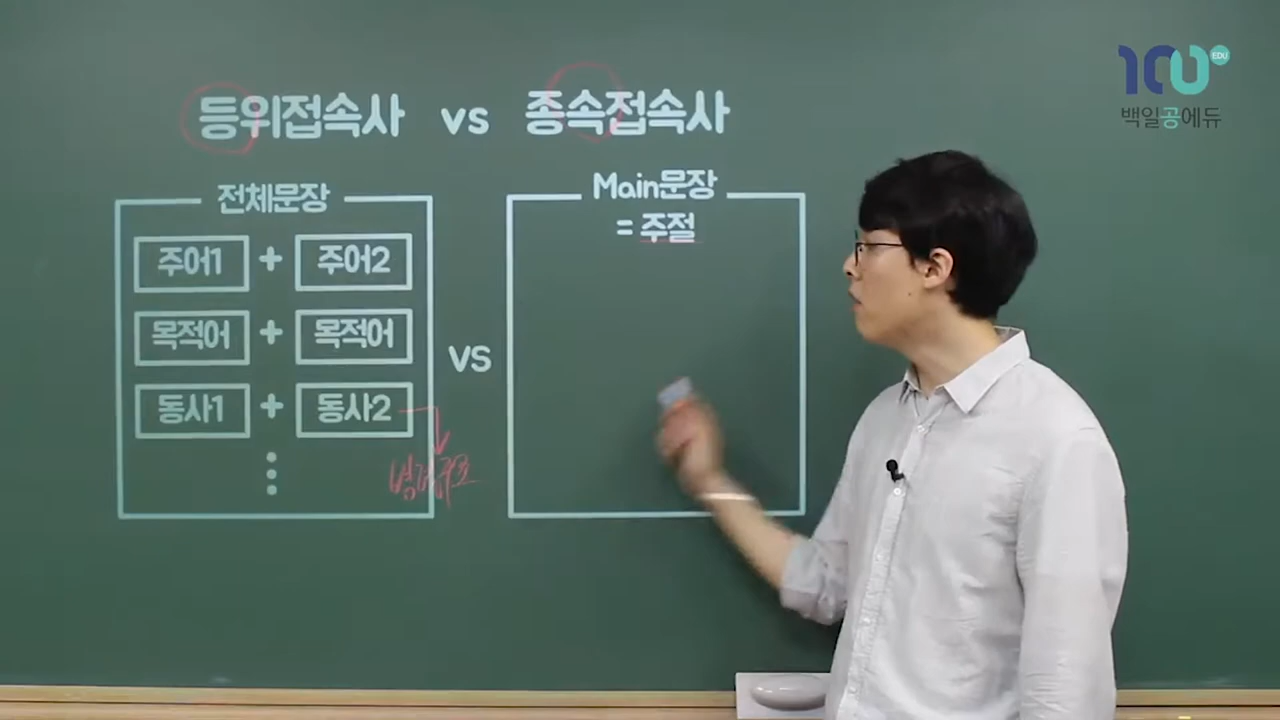 등위접속사 vs 종속접속사
전체문장
주어1 + 주어2
목적어 + 목적어
동사1 + 동사2
병렬구조
vs
Main문장
= 주절
100 EDU
백일공에듀